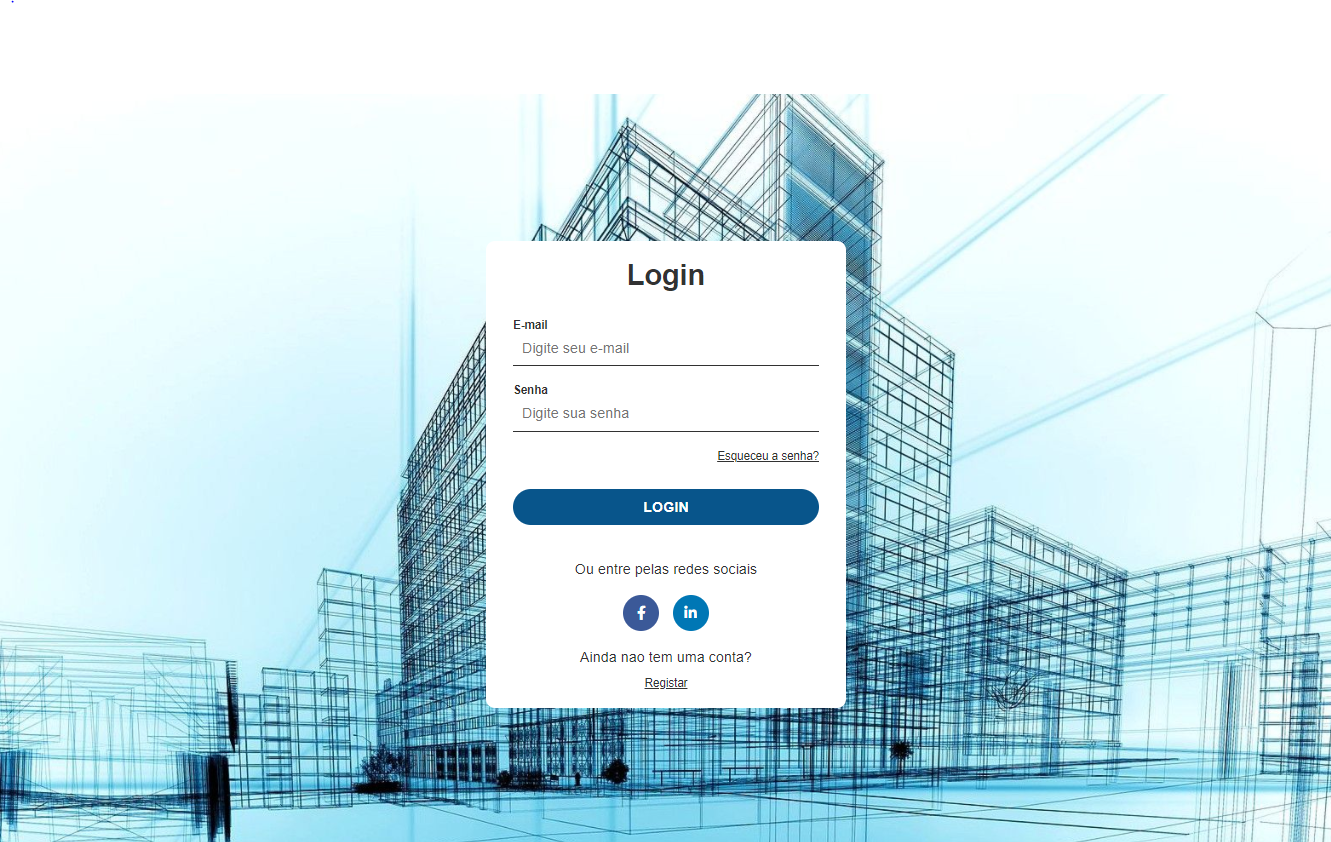 Login
E-mail
Digite seu e-mail
Senha
Digite sua senha
Esqueceu a senha?
LOGIN
Ou entre pelas redes sociais
f in
Ainda nao tem uma conta?
Registar